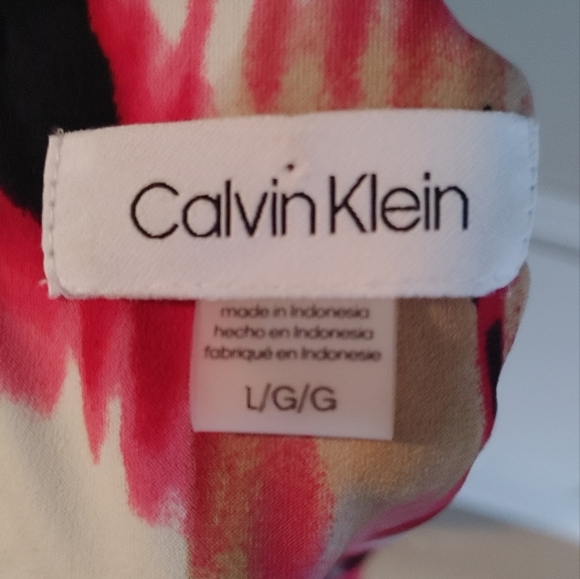 Calvin Klein
made in Indonesia
hecho en Indonesia
fabriqué en Indonesie
L/G/G